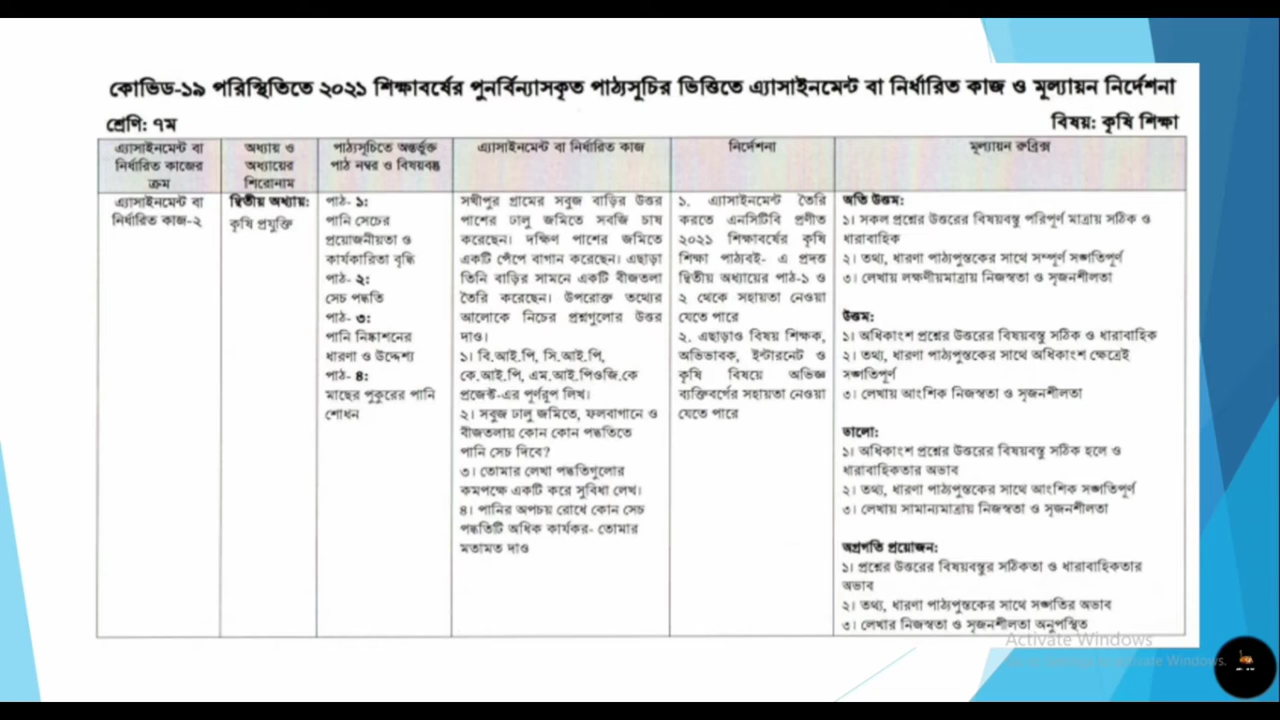 কোভিড-১৯ পরিস্থিতিতে ২০২১ শিক্ষাবর্ষের পুনর্বিন্যাসকৃত পাঠ্যসূচির ভিত্তিতে এ্যাসাইনমেন্ট বা নির্ধারিত কাজ ও মূল্যায়ন নির্দেশনা
শ্রেণি: ৭ম
বিষয়: কৃষি শিক্ষা
এ্যাসাইনমেন্ট বা
নির্ধারিত কাজের
ক্রম
অধ্যায় ও
অধ্যায়ের
শিরোনাম
পাঠ্যসূচিতে অন্তর্ভুক্ত
পাঠ নম্বর ও বিষয়বস্তু
এ্যাসাইনমেন্ট বা নির্ধারিত কাজ
নির্দেশনা
মূল্যায়ন রুব্রিক্স
এ্যাসাইনমেন্ট বা
নির্ধারিত কাজ-২
দ্বিতীয় অধ্যায়:
কৃষি প্রযুক্তি
পাঠ- ১:
পানি সেচের
প্রয়োজনীয়তা ও
কার্যকারিতা বৃদ্ধি
পাঠ- ২:
সেচ পদ্ধতি
পাঠ- ৩:
পানি নিষ্কাশনের
ধারণা ও উদ্দেশ্য
পাঠ- ৪:
মাছের পুকুরের পানি
শোধন
সখীপুর গ্রামের সবুজ বাড়ির উত্তর
পাশের ঢালু জমিতে সবজি চাষ
করেছেন। দক্ষিণ পাশের জমিতে
একটি পেঁপে বাগান করেছেন। এছাড়া
তিনি বাড়ির সামনে একটি বীজতলা
তৈরি করেছেন। উপরোক্ত তথ্যের
আলোকে নিচের প্রশ্নগুলোর উত্তর
দাও।
১। বি.আই.পি, সি.আই.পি,
কে.আই.পি, এম.আই.পিওজি.কে
প্রজেক্ট-এর পূর্ণরূপ লিখ।
২। সবুজ ঢালু জমিতে, ফলবাগানে ও
বীজতলায় কোন কোন পদ্ধতিতে
পানি সেচ দিবে?
৩। তোমার লেখা পদ্ধতিগুলোর
কমপক্ষে একটি করে সুবিধা লেখ।
৪। পানির অপচয় রোধে কোন সেচ
পদ্ধতিটি অধিক কার্যকর- তোমার
মতামত দাও
১. এ্যাসাইনমেন্ট তৈরি
করতে এনসিটিবি প্রণীত
২০২১ শিক্ষাবর্ষের কৃষি
শিক্ষা পাঠ্যবই- এ প্রদত্ত
দ্বিতীয় অধ্যায়ের পাঠ-১ ও
২ থেকে সহায়তা নেওয়া
যেতে পারে
২. এছাড়াও বিষয় শিক্ষক,
অভিভাবক, ইন্টারনেট ও
কৃষি বিষয়ে অভিজ্ঞ
ব্যক্তিবর্গের সহায়তা নেওয়া
যেতে পারে
অতি উত্তম:
১। সকল প্রশ্নের উত্তরের বিষয়বস্তু পরিপূর্ণ মাত্রায় সঠিক ও
ধারাবাহিক
২। তথ্য, ধারণা পাঠ্যপুস্তকের সাথে সম্পূর্ণ সঙ্গতিপূর্ণ
৩। লেখায় লক্ষণীয়মাত্রায় নিজস্বতা ও সৃজনশীলতা
উত্তম:
১। অধিকাংশ প্রশ্নের উত্তরের বিষয়বস্তু সঠিক ও ধারাবাহিক
২। তথ্য, ধারণা পাঠ্যপুস্তকের সাথে অধিকাংশ ক্ষেত্রেই
সঙ্গতিপূর্ণ
৩। লেখায় আংশিক নিজস্বতা ও সৃজনশীলতা
ভালো:
১। অধিকাংশ প্রশ্নের উত্তরের বিষয়বস্তু সঠিক হলে ও
ধারাবাহিকতার অভাব
২। তথ্য, ধারণা পাঠ্যপুস্তকের সাথে আংশিক সঙ্গতিপূর্ণ
৩। লেখায় সামান্যমাত্রায় নিজস্বতা ও সৃজনশীলতা
অগ্রগতি প্রয়োজন:
১। প্রশ্নের উত্তরের বিষয়বস্তুর সঠিকতা ও ধারাবাহিকতার
অভাব
২। তথ্য, ধারণা পাঠ্যপুস্তকের সাথে সঙ্গতির অভাব
৩। লেখার নিজস্বতা ও সৃজনশীলতা অনুপস্থিত
Activate Windows
Activate Windows.